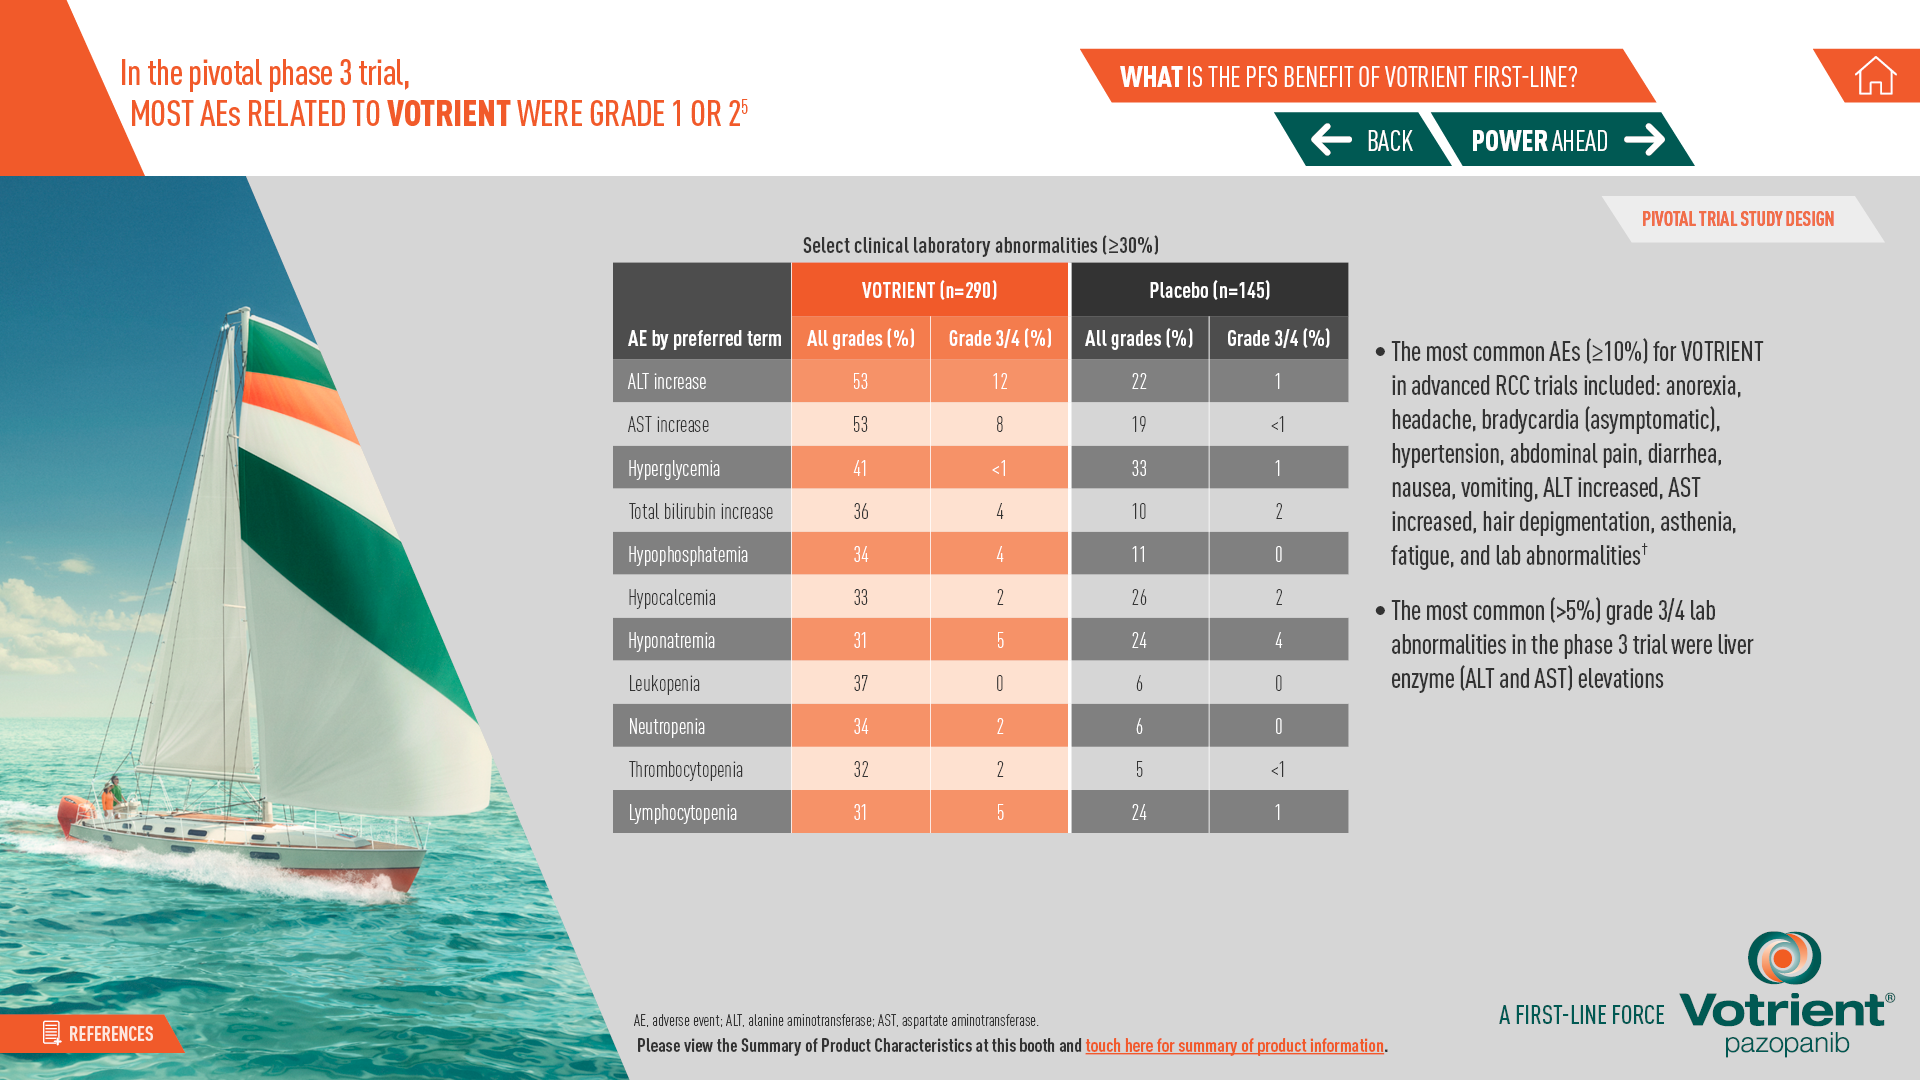 In the pivotal phase 3 trial,
MOST AEs RELATED TO VOTRIENT WERE GRADE 1 OR 2⁵
WHAT IS THE PFS BENEFIT OF VOTRIENT FIRST-LINE?
BACK
POWER AHEAD
PIVOTAL TRIAL STUDY DESIGN
Select clinical laboratory abnormalities (≥30%)
VOTRIENT (n=290) Placebo (n=145)
AE by preferred term All grades (%) Grade 3/4 (%) All grades (%) Grade 3/4 (%)
ALT increase 53 12 22 1
AST increase 53 8 19 <1
Hyperglycemia 41 <1 33 1
Total bilirubin increase 36 4 10 2
Hypophosphatemia 34 4 11 0
Hypocalcemia 33 2 26 2
Hyponatremia 31 5 24 4
Leukopenia 37 0 6 0
Neutropenia 34 2 6 0
Thrombocytopenia 32 2 5 <1
Lymphocytopenia 31 5 24 1
• The most common AEs (≥10%) for VOTRIENT
in advanced RCC trials included: anorexia,
headache, bradycardia (asymptomatic),
hypertension, abdominal pain, diarrhea,
nausea, vomiting, ALT increased, AST
increased, hair depigmentation, asthenia,
fatigue, and lab abnormalities†
• The most common (>5%) grade 3/4 lab
abnormalities in the phase 3 trial were liver
enzyme (ALT and AST) elevations
REFERENCES
AE, adverse event; ALT, alanine aminotransferase; AST, aspartate aminotransferase.
Please view the Summary of Product Characteristics at this booth and touch here for summary of product information.
A FIRST-LINE FORCE
Votrient®
pazopanib